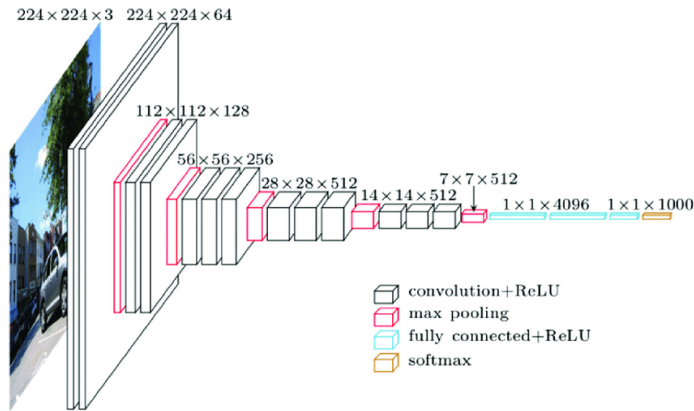 224×224×3
224×224×64
112×112×128
56×56×256
28×28×512
14×14×512
7×7×512
1×1×4096
1×1×1000
convolution+ReLU
max pooling
fully connected+ReLU
softmax